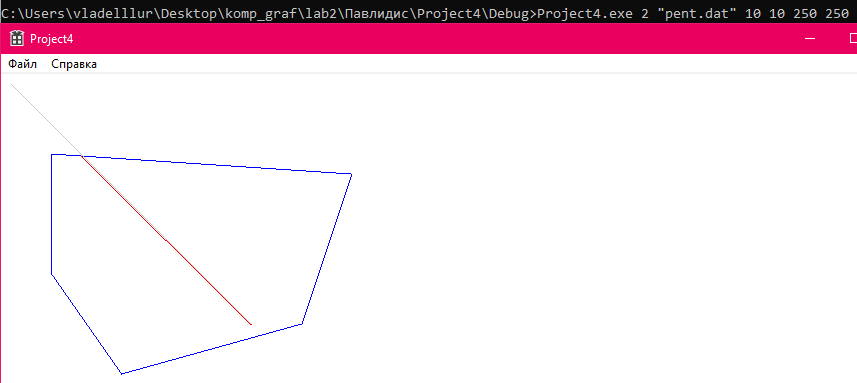 C:\Users\vladelllur\Desktop\komp_graf\lab2\Павлидис\Project4\Debug>Project4.exe 2 "pent.dat" 10 10 250 250
Project4
Файл Справка